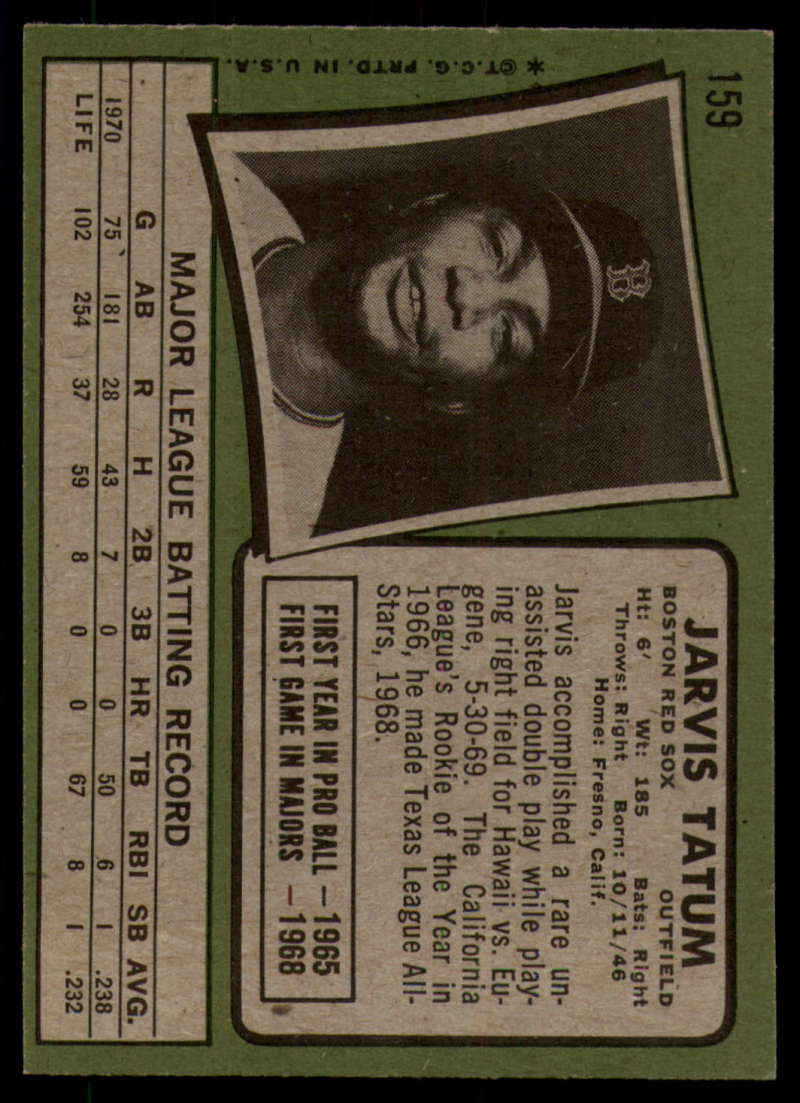 159
JARVIS TATUM
BOSTON RED SOX OUTFIELD
Ht: 6' Wt: 185 Bats: Right
Throws: Right Born: 10/11/46
Home: Fresno, Calif.
B
Jarvis accomplished a rare un-
assisted double play while play-
ing right field for Hawaii vs. Eu-
gene, 5-30-69. The California
League's Rookie of the Year in
1966, he made Texas League All-
Stars, 1968.
FIRST YEAR IN PRO BALL — 1965
FIRST GAME IN MAJORS — 1968
MAJOR LEAGUE BATTING RECORD
G AB R H 2B 3B HR TB RBI SB AVG.
1970 75 181 28 43 7 0 0 50 6 1 .238
LIFE 102 254 37 59 8 0 0 67 8 1 .232
* ©T.C.G. PRTD. IN U.S.A.